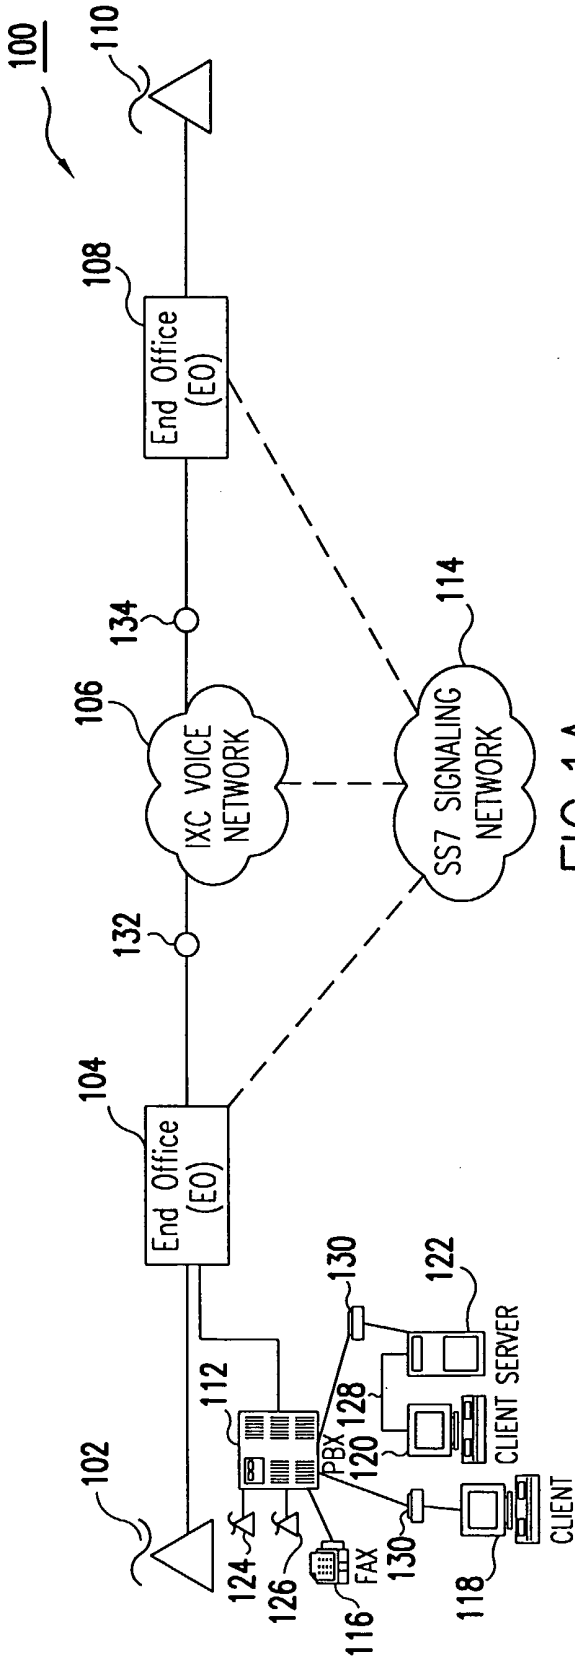 100
102
104
106
108
110
132
134
End Office
(EO)
IXC VOICE
NETWORK
End Office
(EO)
112
PBX
124
126
116
FAX
130
118
CLIENT
120
CLIENT
128
130
122
SERVER
SS7 SIGNALING
NETWORK
114